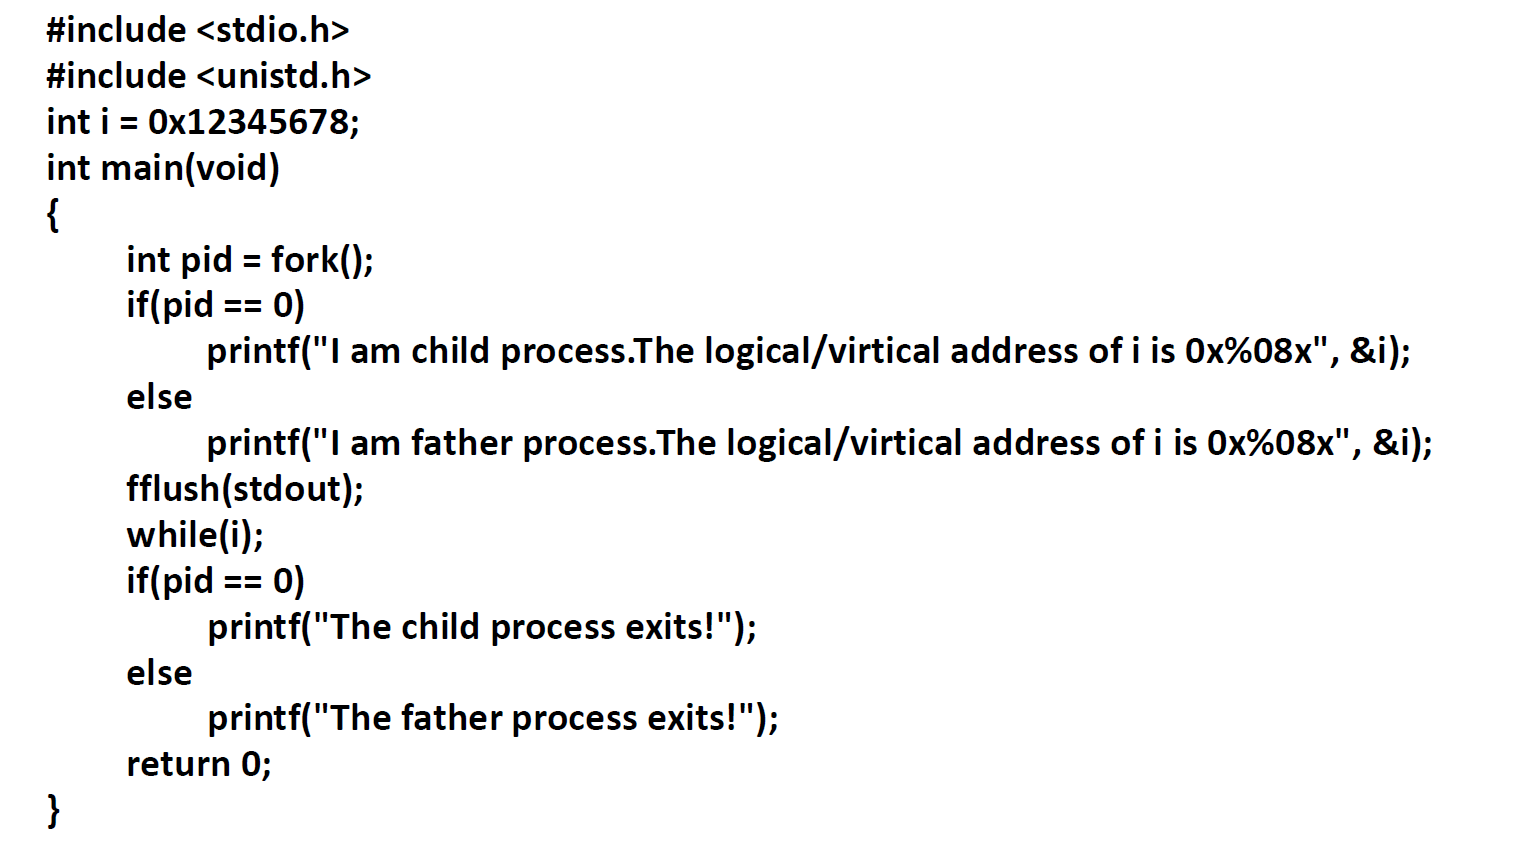 #include <stdio.h>
#include <unistd.h>
int i = 0x12345678;
int main(void)
{
int pid = fork();
if(pid == 0)
printf("I am child process.The logical/virtical address of i is 0x%08x", &i);
else
printf("I am father process.The logical/virtical address of i is 0x%08x", &i);
fflush(stdout);
while(i);
if(pid == 0)
printf("The child process exits!");
else
printf("The father process exits!");
return 0;
}